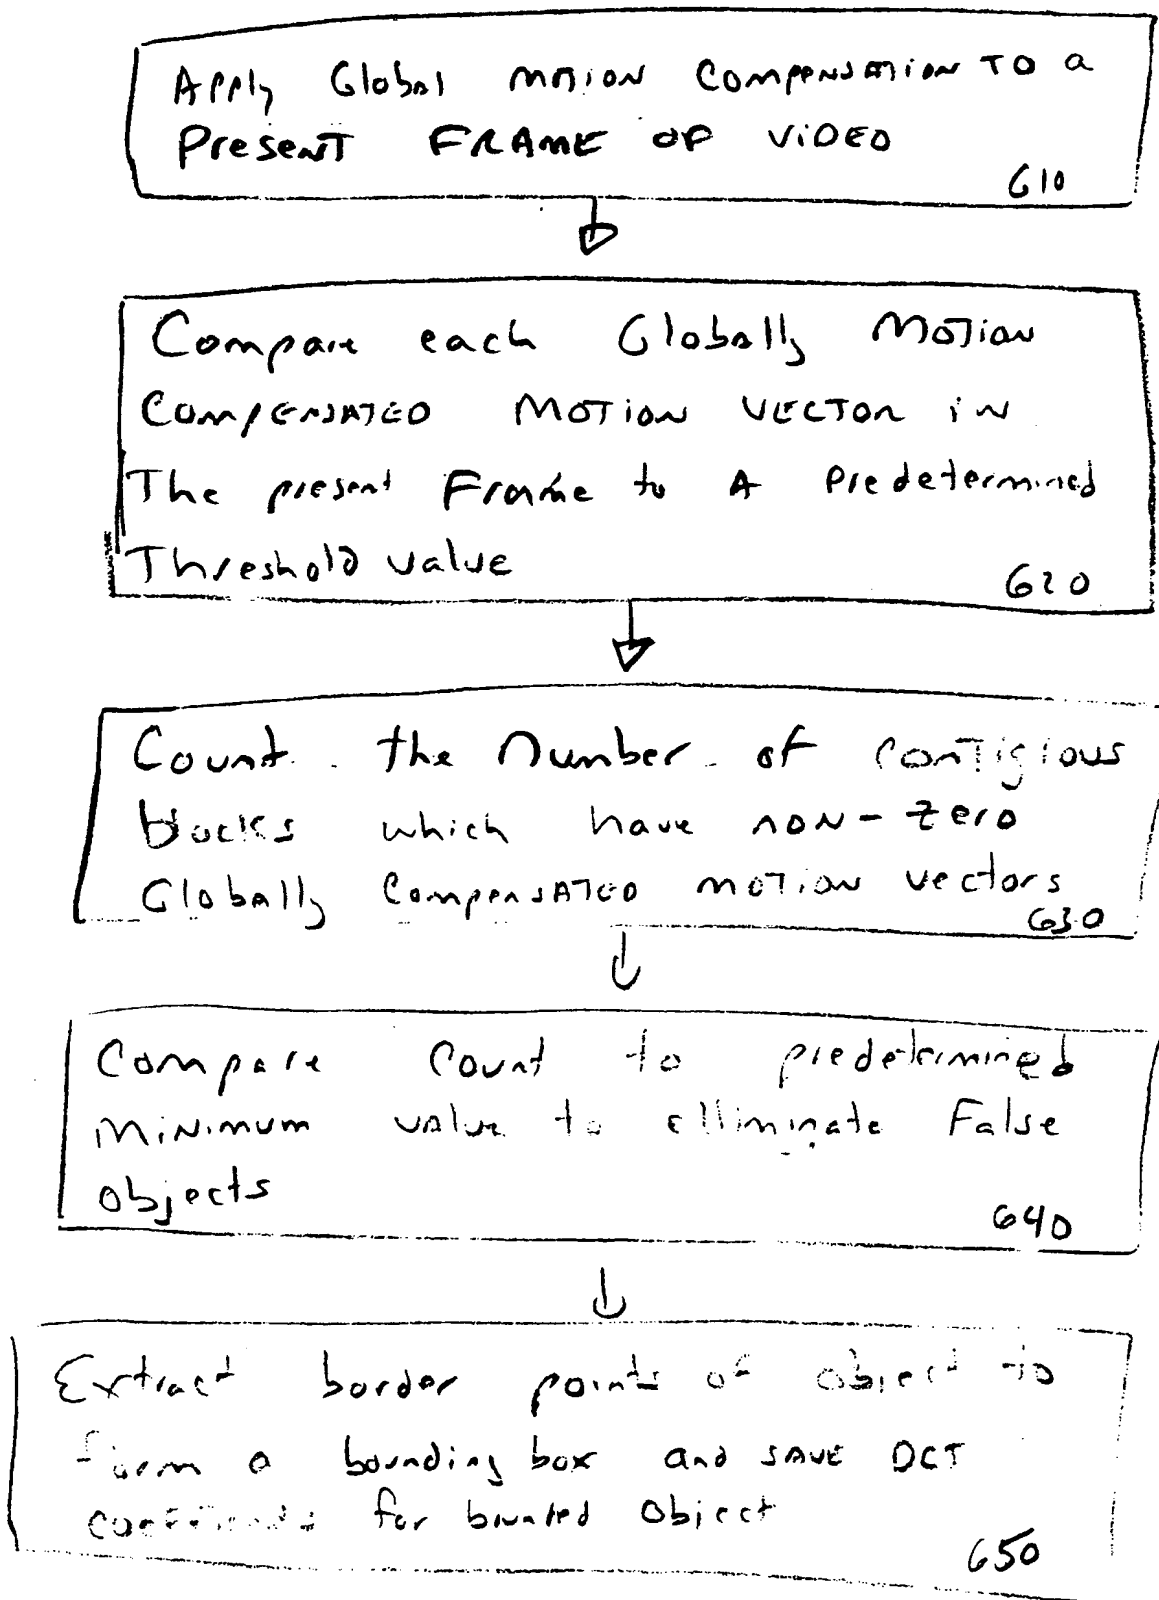 Apply Global MOTION COMPENSATION TO a
PresenT FRAME OF VIDEO
610
Compare each Globally MOTION
COMPENSATED MOTION VECTOR iN
The present Frame to A Predetermined
Threshold value
620
Count the Number of conTigious
blocks which have noN-Zero
Globally COMPENSATED moTion vectors
630
Compare Count to predetermined
MiNimum value to elliminate False
objects
640
Extract border points of object to
form a bounding box and SAVE DCT
for object
650